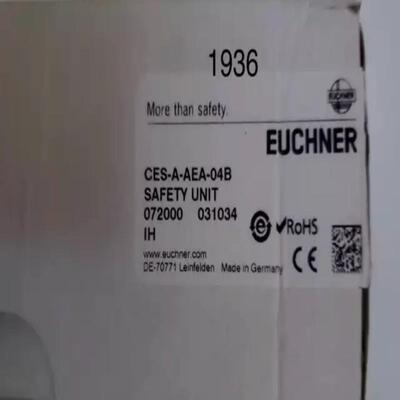 1936
More than safety.
EUCHNER
EUCHNER
CES-A-AEA-04B
SAFETY UNIT
072000 031034
IH
RoHS
CE
www.euchner.com
DE-70771 Leinfelden Made in Germany